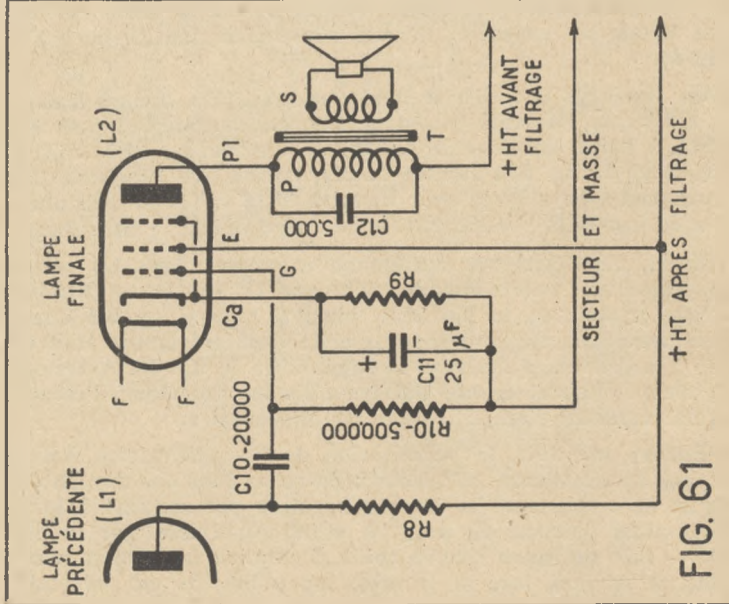 LAMPE
PRÉCÉDENTE
(L1)
LAMPE
FINALE
(L2)
F
F
Ca
G
E
Pl
P
S
T
C12
5.000
C10-20.000
R8
R10-500.000
+
-
C11
25 µF
R9
+HT AVANT
FILTRAGE
SECTEUR ET MASSE
+HT APRES FILTRAGE
FIG. 61